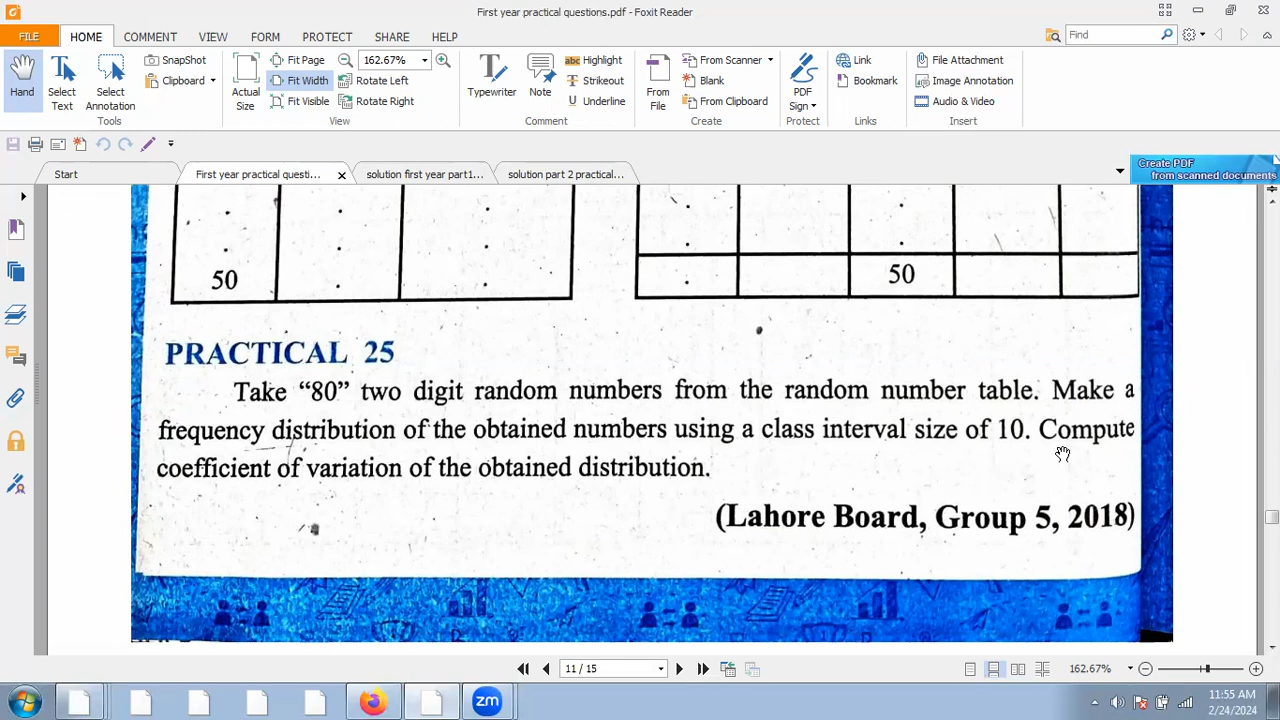 First year practical questions.pdf - Foxit Reader
FILE HOME COMMENT VIEW FORM PROTECT SHARE HELP Find
Hand Select Text Select Annotation SnapShot Clipboard Tools
Actual Size Fit Page Fit Width Fit Visible 162.67% Rotate Left Rotate Right View
Typewriter Note Highlight Strikeout Underline Comment
From File From Scanner Blank From Clipboard Create
PDF Sign Protect
Link Bookmark Links
File Attachment Image Annotation Audio & Video Insert
Start First year practical questi... solution first year part1... solution part 2 practical...
Create PDF
from scanned documents
50 50
PRACTICAL 25
Take “80” two digit random numbers from the random number table. Make a
frequency distribution of the obtained numbers using a class interval size of 10. Compute
coefficient of variation of the obtained distribution.
(Lahore Board, Group 5, 2018)
11 / 15 162.67%
zm
11:55 AM
2/24/2024